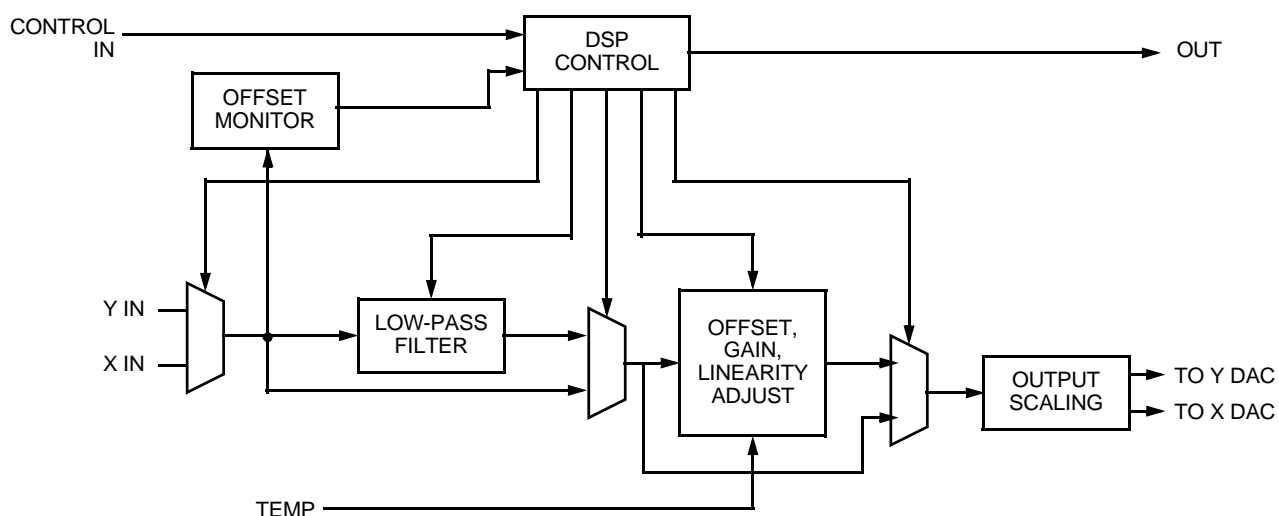 CONTROL
IN
DSP
CONTROL
OUT
OFFSET
MONITOR
Y IN
X IN
LOW-PASS
FILTER
OFFSET,
GAIN,
LINEARITY
ADJUST
OUTPUT
SCALING
TO Y DAC
TO X DAC
TEMP